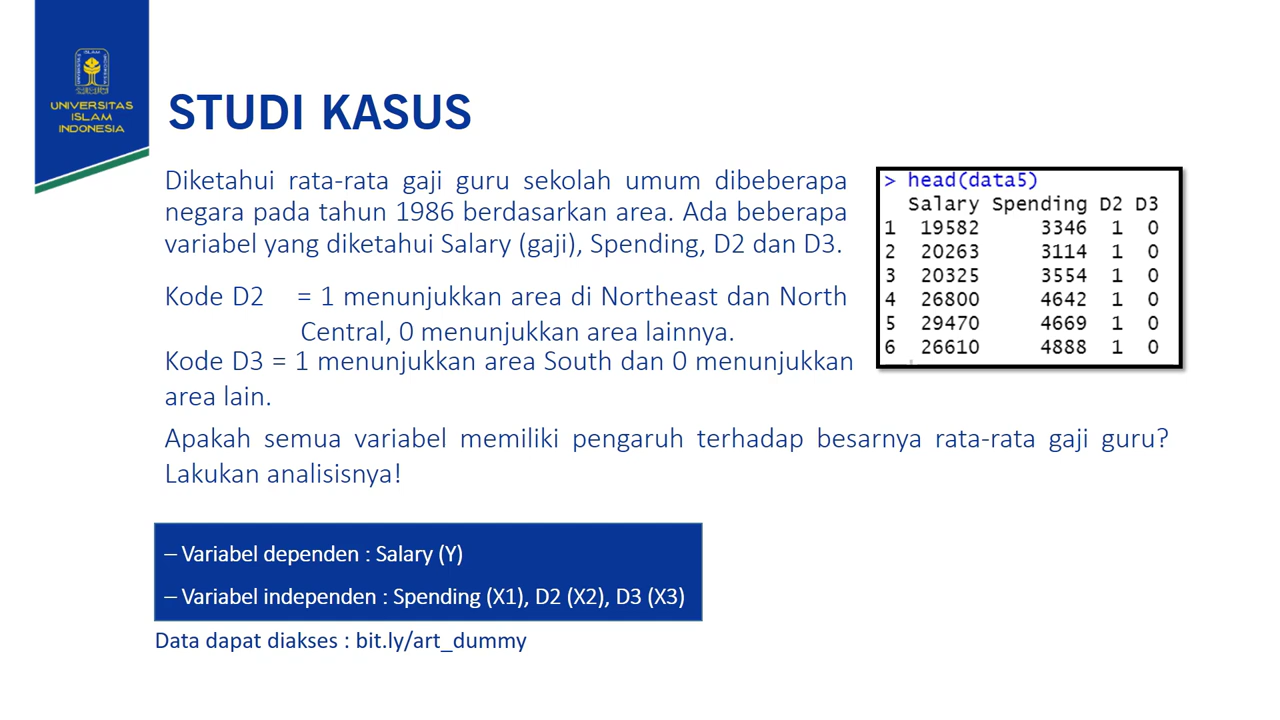 UNIVERSITAS
ISLAM
INDONESIA
STUDI KASUS
Diketahui rata-rata gaji guru sekolah umum dibeberapa
negara pada tahun 1986 berdasarkan area. Ada beberapa
variabel yang diketahui Salary (gaji), Spending, D2 dan D3.
Kode D2 = 1 menunjukkan area di Northeast dan North
Central, 0 menunjukkan area lainnya.
Kode D3 = 1 menunjukkan area South dan 0 menunjukkan
area lain.
> head(data5)
Salary Spending D2 D3
1 19582 3346 1 0
2 20263 3114 1 0
3 20325 3554 1 0
4 26800 4642 1 0
5 29470 4669 1 0
6 26610 4888 1 0
Apakah semua variabel memiliki pengaruh terhadap besarnya rata-rata gaji guru?
Lakukan analisisnya!
– Variabel dependen : Salary (Y)
– Variabel independen : Spending (X1), D2 (X2), D3 (X3)
Data dapat diakses : bit.ly/art_dummy